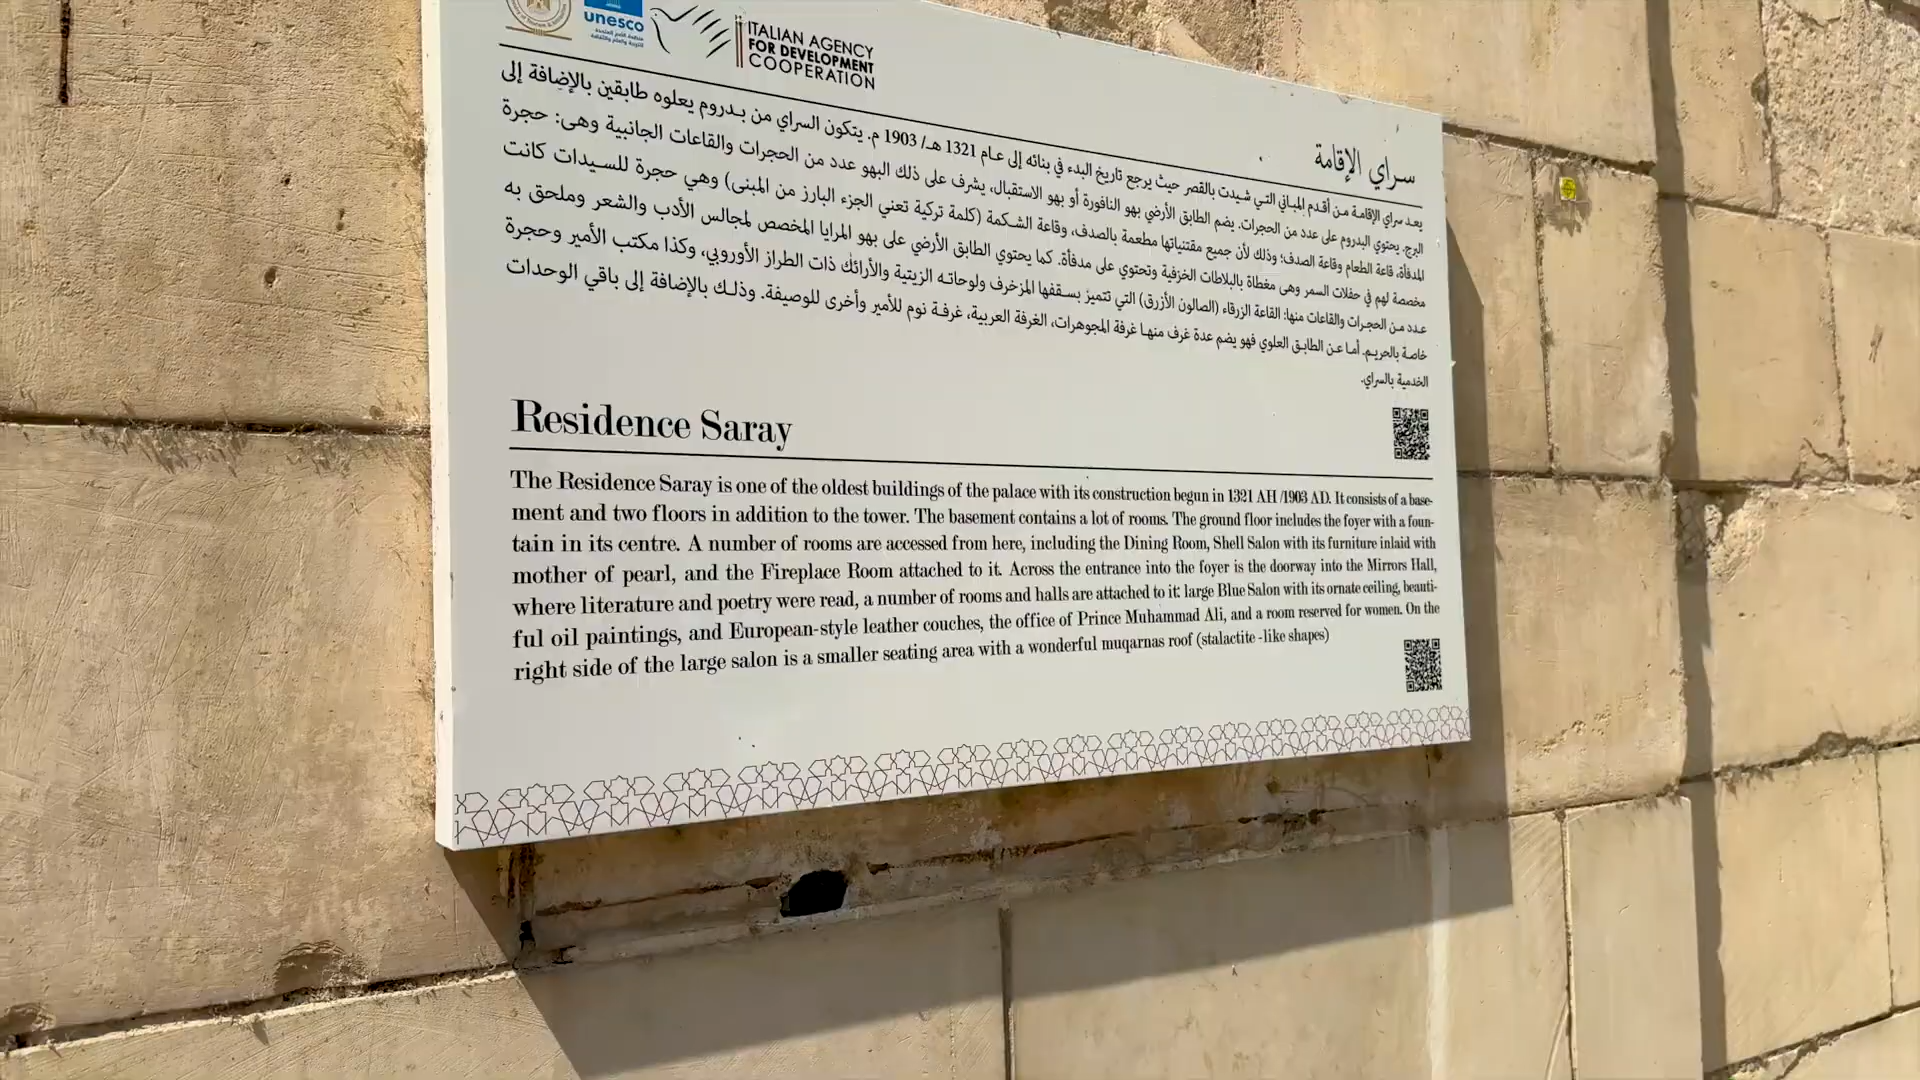 unesco
ITALIAN AGENCY
FOR DEVELOPMENT
COOPERATION
سراي الإقامة
يعد سراي الإقامة من أقدم المباني التي شيدت بالقصر حيث يرجع تاريخ البدء في بنائه إلى عام 1321 هـ/ 1903 م. يتكون السراي من بدروم يعلوه طابقين بالإضافة إلى
البرج. يحتوي البدروم على عدد من الحجرات. يضم الطابق الأرضي بهو النافورة أو بهو الاستقبال، يشرف على ذلك البهو عدد من الحجرات والقاعات الجانبية وهى: حجرة
المدفأة، قاعة الطعام وقاعة الصدف؛ وذلك لأن جميع مقتنياتها مطعمة بالصدف، وقاعة الشكمة (كلمة تركية تعني الجزء البارز من المبنى) وهي حجرة للسيدات كانت
مخصصة لهم في حفلات السمر وهى مغطاة بالبلاطات الخزفية وتحتوي على مدفأة. كما يحتوي الطابق الأرضي على بهو المرايا المخصص لمجالس الأدب والشعر وملحق به
عدد من الحجرات والقاعات منها: القاعة الزرقاء (الصالون الأزرق) التي تتميز بسقفها المزخرف ولوحاته الزيتية والأرائك ذات الطراز الأوروبي، وكذا مكتب الأمير وحجرة
خاصة بالحريم. أما عن الطابق العلوي فهو يضم عدة غرف منها غرفة المجوهرات، الغرفة العربية، غرفة نوم للأمير وأخرى للوصيفة. وذلك بالإضافة إلى باقي الوحدات
الخدمية بالسراي.
Residence Saray
The Residence Saray is one of the oldest buildings of the palace with its construction begun in 1321 AH /1903 AD. It consists of a base-
ment and two floors in addition to the tower. The basement contains a lot of rooms. The ground floor includes the foyer with a foun-
tain in its centre. A number of rooms are accessed from here, including the Dining Room, Shell Salon with its furniture inlaid with
mother of pearl, and the Fireplace Room attached to it. Across the entrance into the foyer is the doorway into the Mirrors Hall,
where literature and poetry were read, a number of rooms and halls are attached to it: large Blue Salon with its ornate ceiling, beauti-
ful oil paintings, and European-style leather couches, the office of Prince Muhammad Ali, and a room reserved for women. On the
right side of the large salon is a smaller seating area with a wonderful muqarnas roof (stalactite -like shapes)